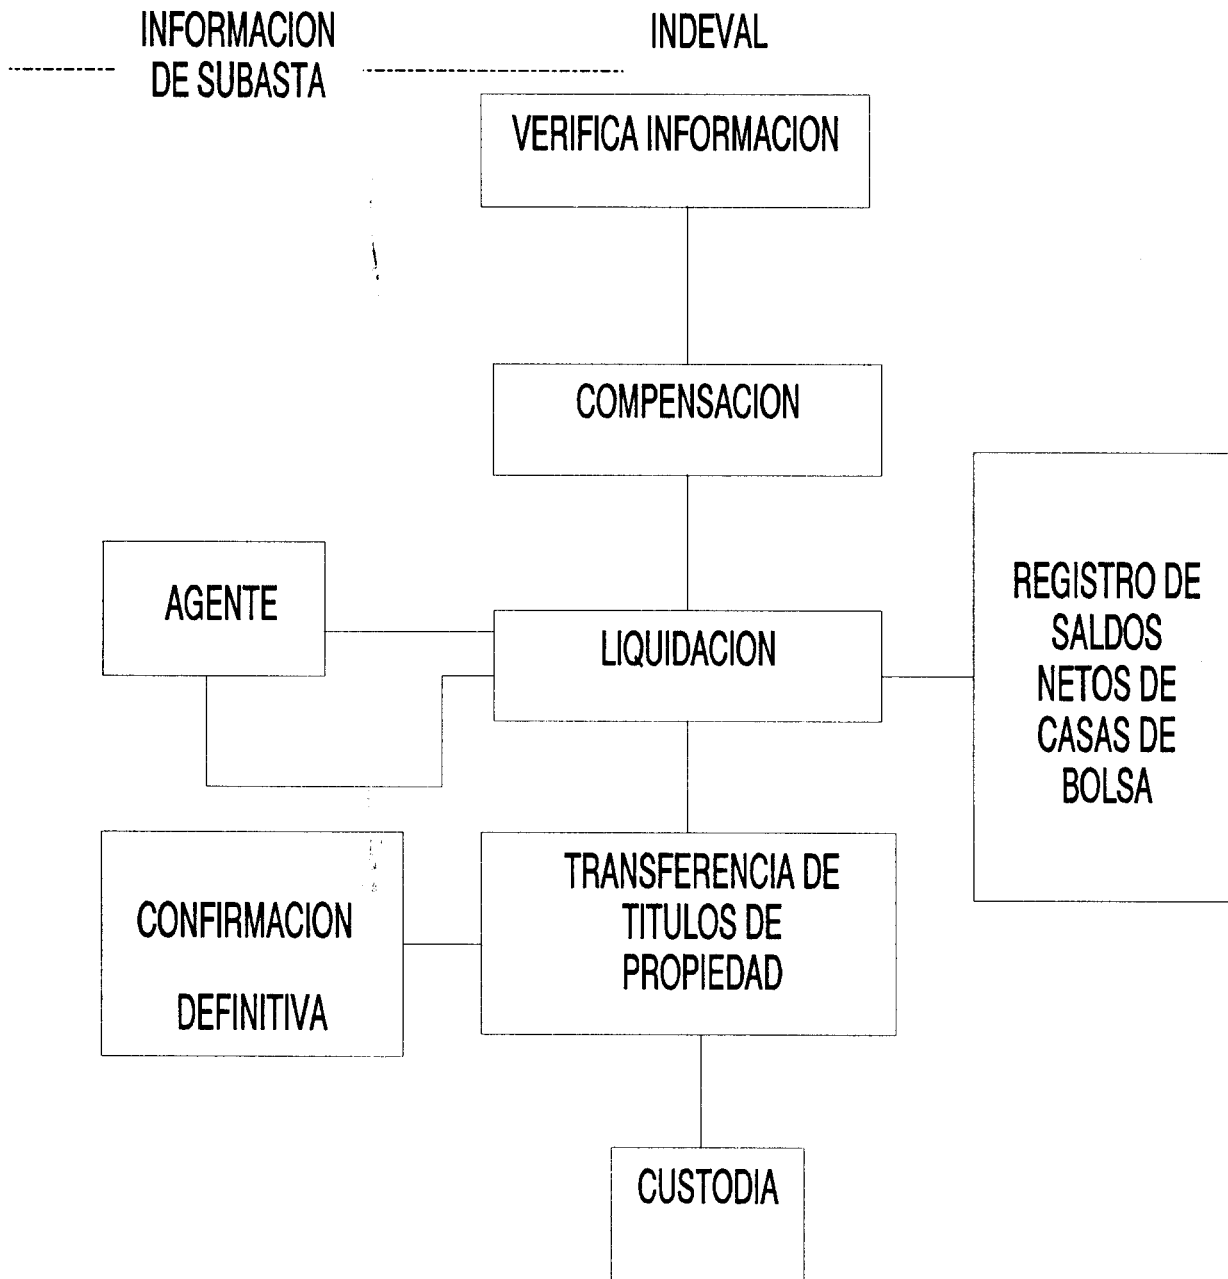 INFORMACION
DE SUBASTA
INDEVAL
VERIFICA INFORMACION
COMPENSACION
AGENTE
LIQUIDACION
REGISTRO DE
SALDOS
NETOS DE
CASAS DE
BOLSA
CONFIRMACION
DEFINITIVA
TRANSFERENCIA DE
TITULOS DE
PROPIEDAD
CUSTODIA